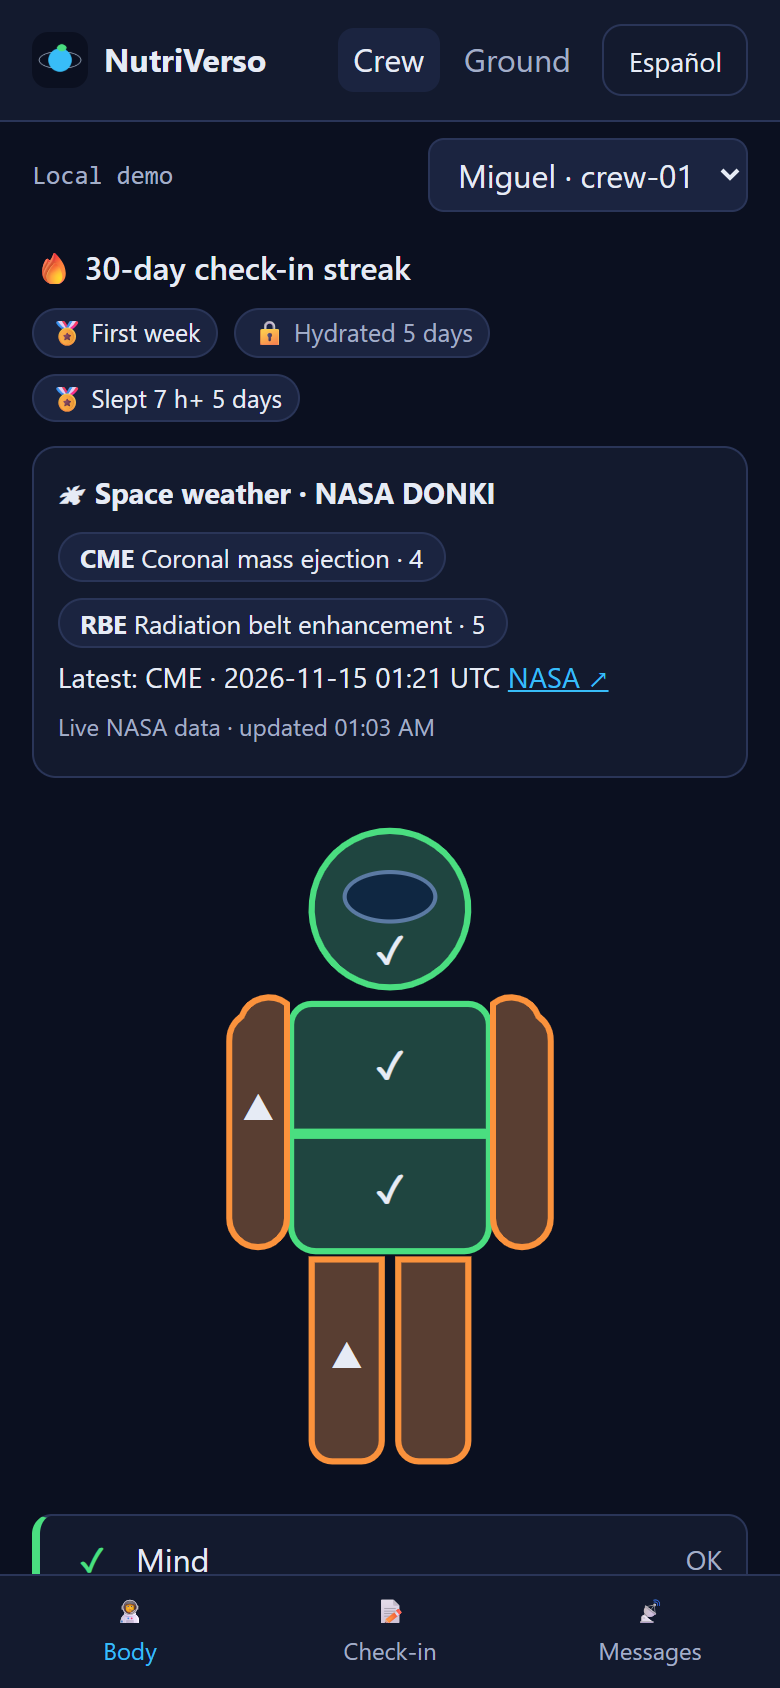 NutriVerso
Crew
Ground
Español
Local demo
Miguel · crew-01
30-day check-in streak
First week
Hydrated 5 days
Slept 7 h+ 5 days
Space weather · NASA DONKI
CME Coronal mass ejection · 4
RBE Radiation belt enhancement · 5
Latest: CME · 2026-11-15 01:21 UTC NASA ↗
Live NASA data · updated 01:03 AM
Mind
OK
Body
Check-in
Messages